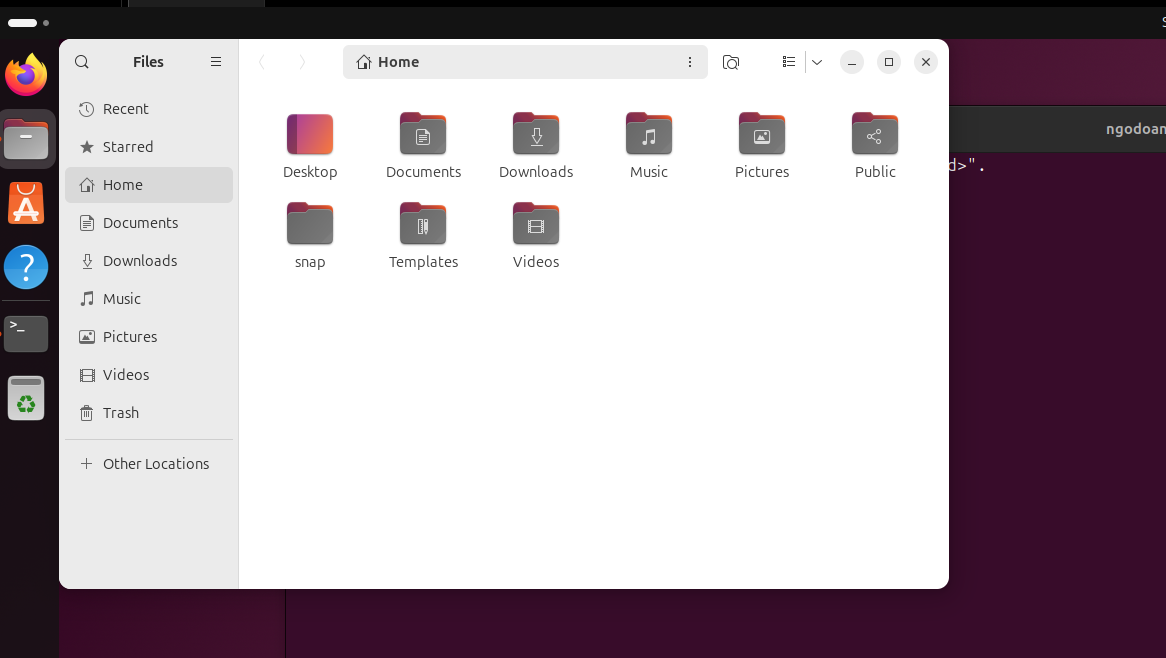 S
Files
Home
Recent
Starred
Home
Documents
Downloads
Music
Pictures
Videos
Trash
Other Locations
Desktop
Documents
Downloads
Music
Pictures
Public
snap
Templates
Videos
ngodoan
d>".
>_
?